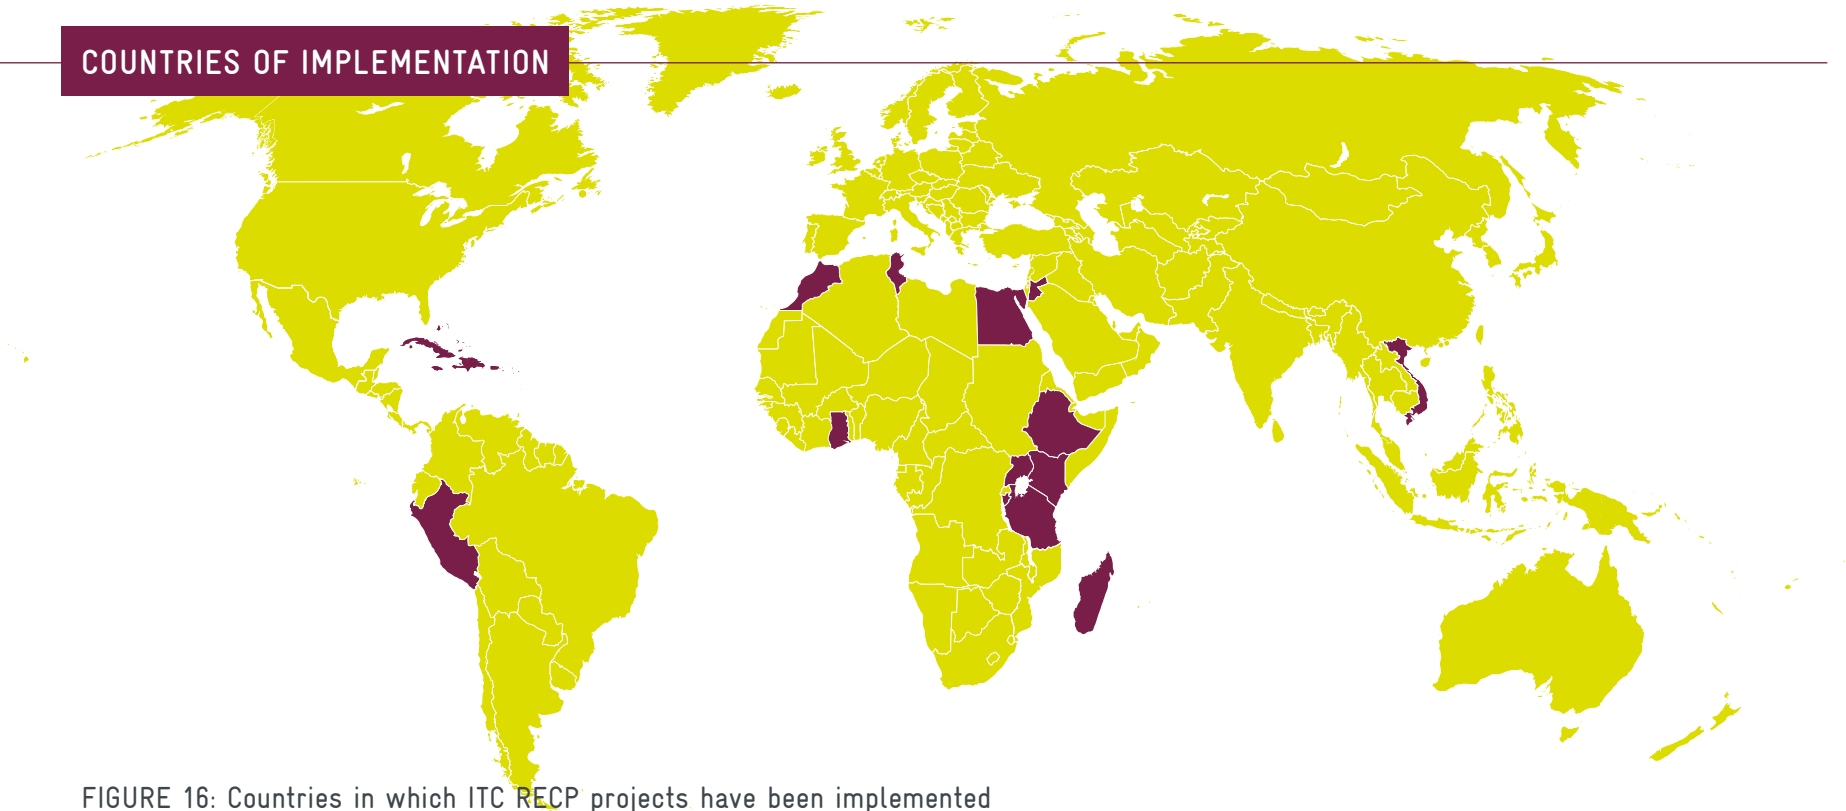 COUNTRIES OF IMPLEMENTATION
FIGURE 16: Countries in which ITC RECP projects have been implemented